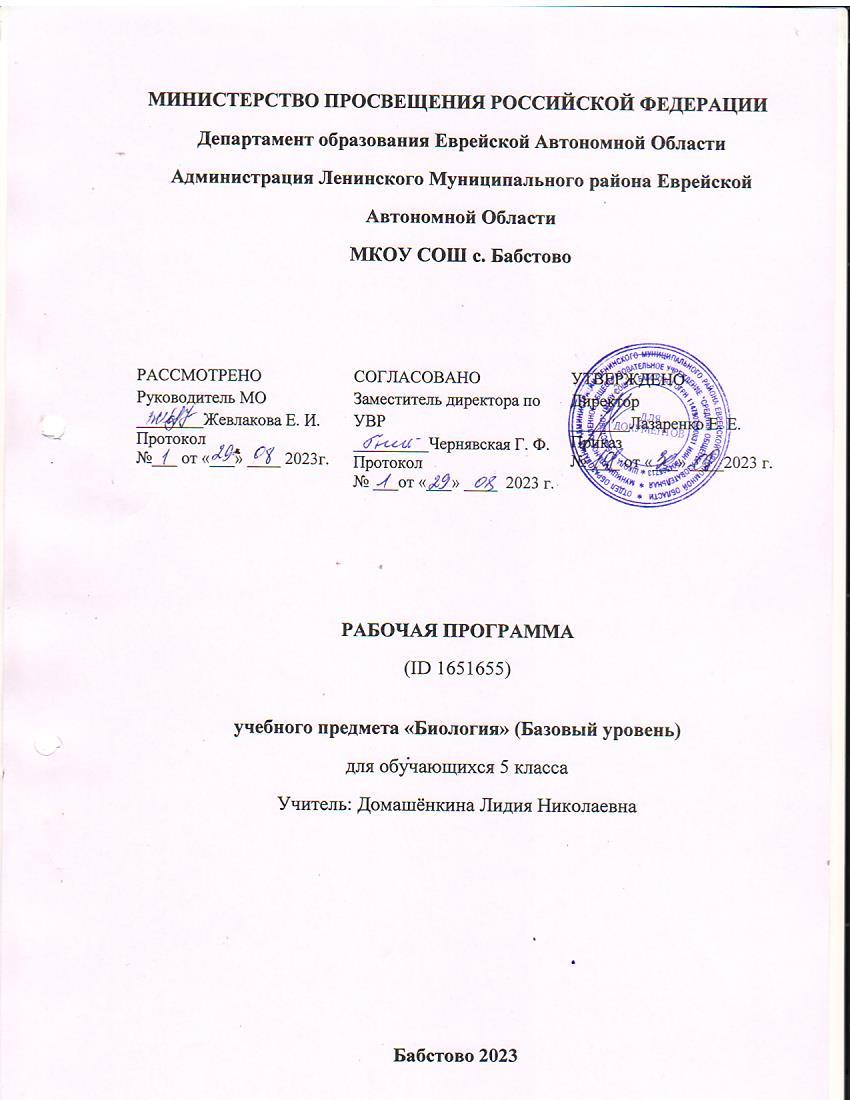 МИНИСТЕРСТВО ПРОСВЕЩЕНИЯ РОССИЙСКОЙ ФЕДЕРАЦИИ
Департамент образования Еврейской Автономной Области
Администрация Ленинского Муниципального района Еврейской
Автономной Области
МКОУ СОШ с. Бабстово
РАССМОТРЕНО
Руководитель МО
Жевлакова Е. И.
Протокол
№ 1 от «29» 08 2023г.
СОГЛАСОВАНО
Заместитель директора по
УВР
Чернявская Г. Ф.
Протокол
№ 1 от «29» 08 2023 г.
УТВЕРЖДЕНО
Директор
Лазаренко Е. Е.
Приказ
№ от « » 2023 г.
ДЛЯ
ДОКУМЕНТОВ
РАБОЧАЯ ПРОГРАММА
(ID 1651655)
учебного предмета «Биология» (Базовый уровень)
для обучающихся 5 класса
Учитель: Домашёнкина Лидия Николаевна
Бабстово 2023